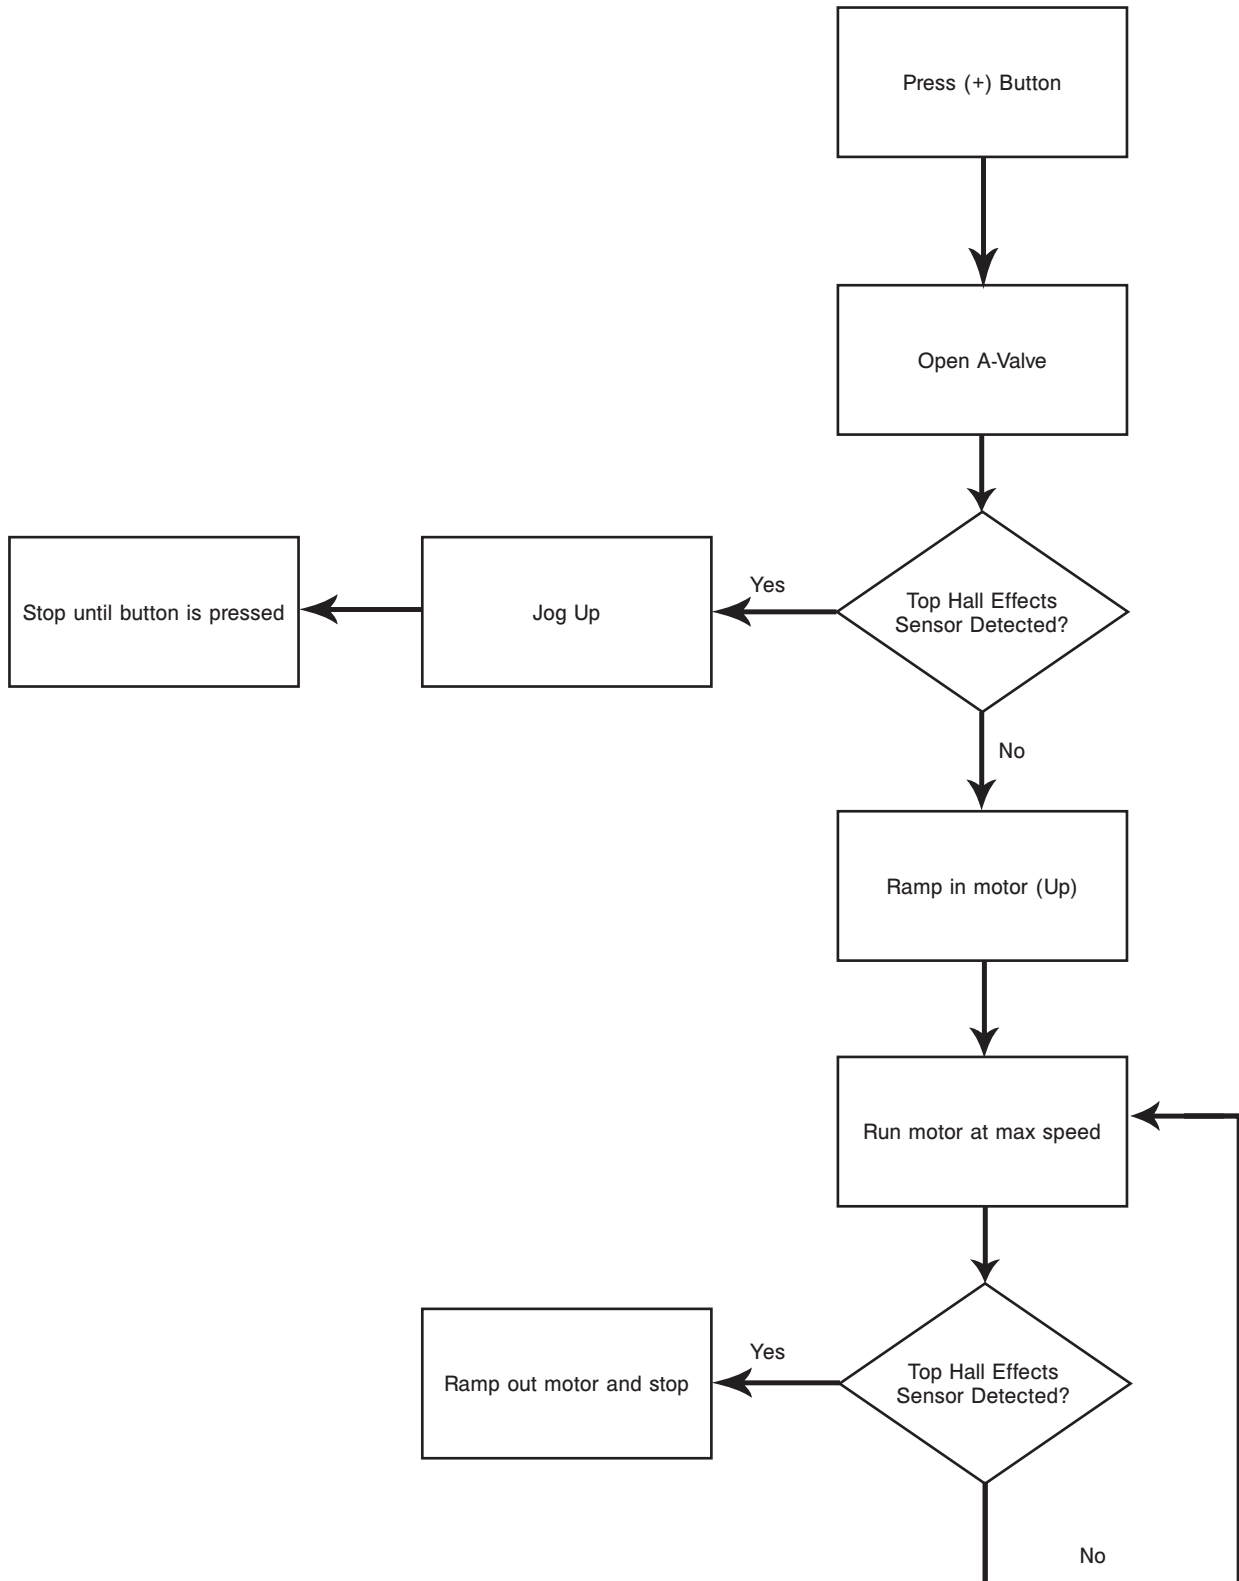 Press (+) Button
Open A-Valve
Top Hall Effects
Sensor Detected?
Yes
Jog Up
Stop until button is pressed
No
Ramp in motor (Up)
Run motor at max speed
Top Hall Effects
Sensor Detected?
Yes
Ramp out motor and stop
No